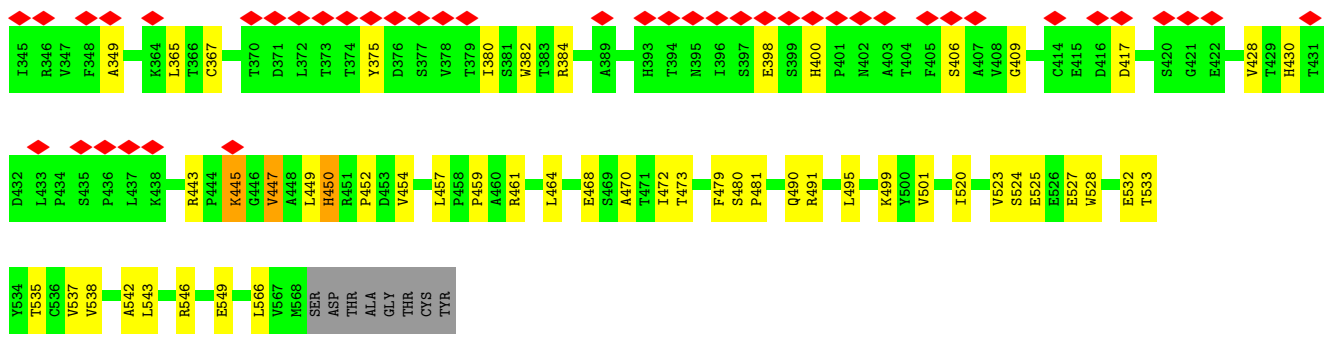 I345 R346 V347 F348 A349 K364 L365 T366 C367 T370 D371 L372 T373 T374 Y375 D376 S377 V378 T379 I380 S381 W382 T383 R384 A389 H393 T394 N395 I396 S397 E398 S399 H400 P401 N402 A403 T404 F405 S406 A407 V408 G409 C414 E415 D416 D417 S420 G421 E422 V428 T429 H430 T431
D432 L433 P434 S435 P436 L437 K438 R443 P444 K445 G446 V447 A448 L449 H450 R451 P452 D453 V454 L457 P458 P459 A460 R461 L464 E468 S469 A470 T471 I472 T473 F479 S480 P481 Q490 R491 L495 K499 Y500 V501 I520 V523 S524 E525 E526 E527 W528 E532 T533
Y534 T535 C536 V537 V538 A542 L543 R546 E549 L566 V567 M568 SER ASP THR ALA GLY THR CYS TYR